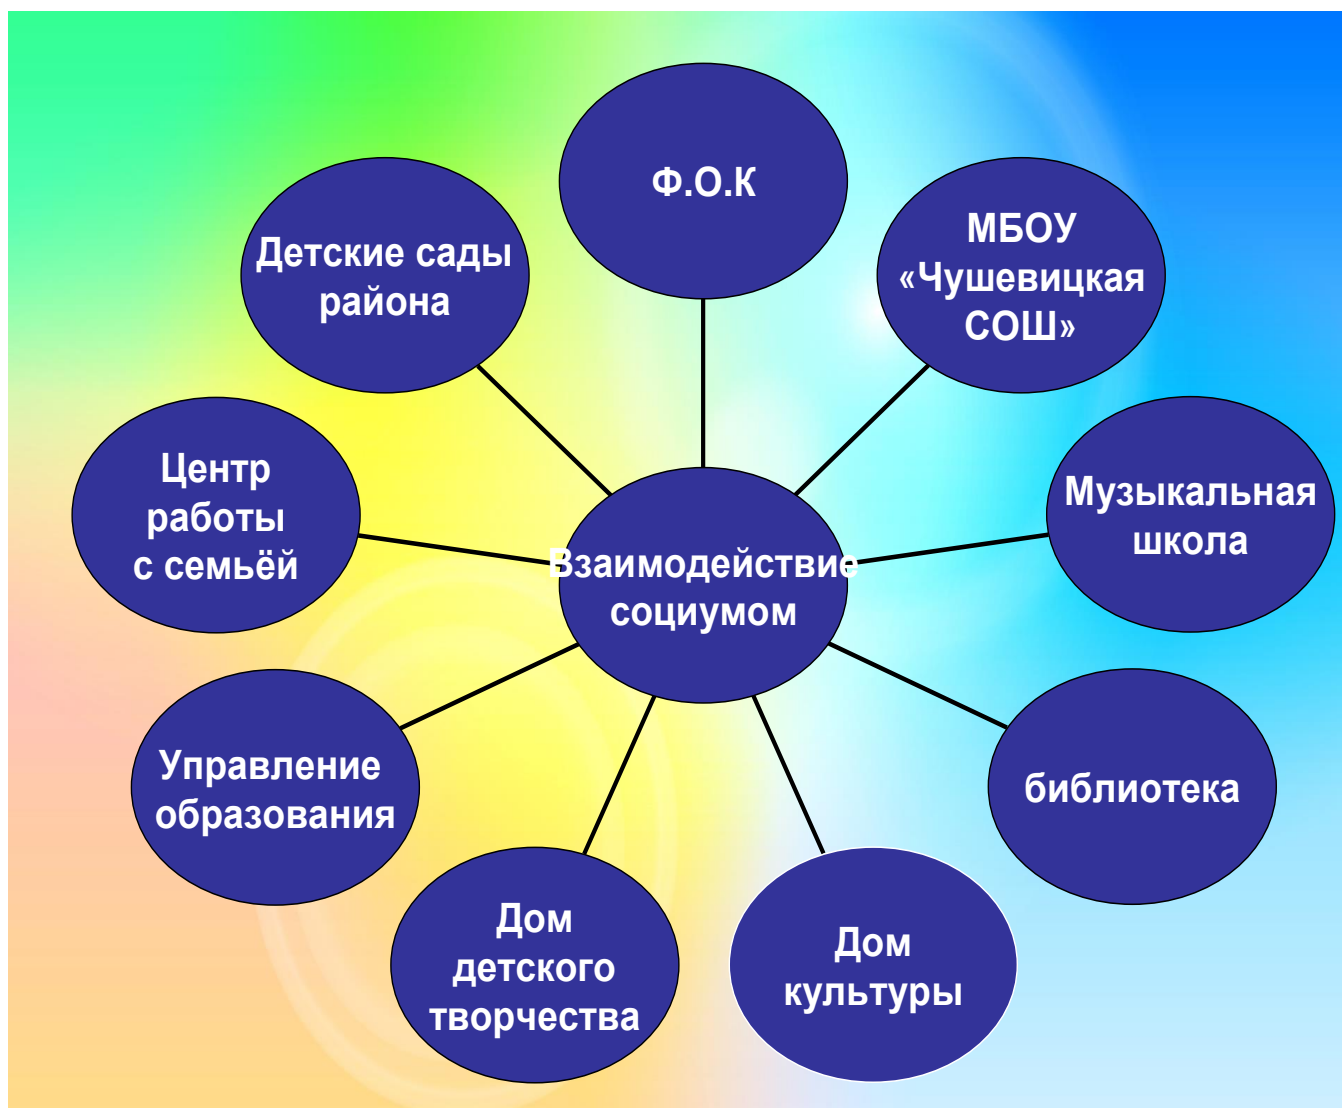 Ф.О.К
МБОУ
«Чушевицкая
СОШ»
Музыкальная
школа
библиотека
Дом
культуры
Дом
детского
творчества
Управление
образования
Центр
работы
с семьёй
Детские сады
района
Взаимодействие
социумом